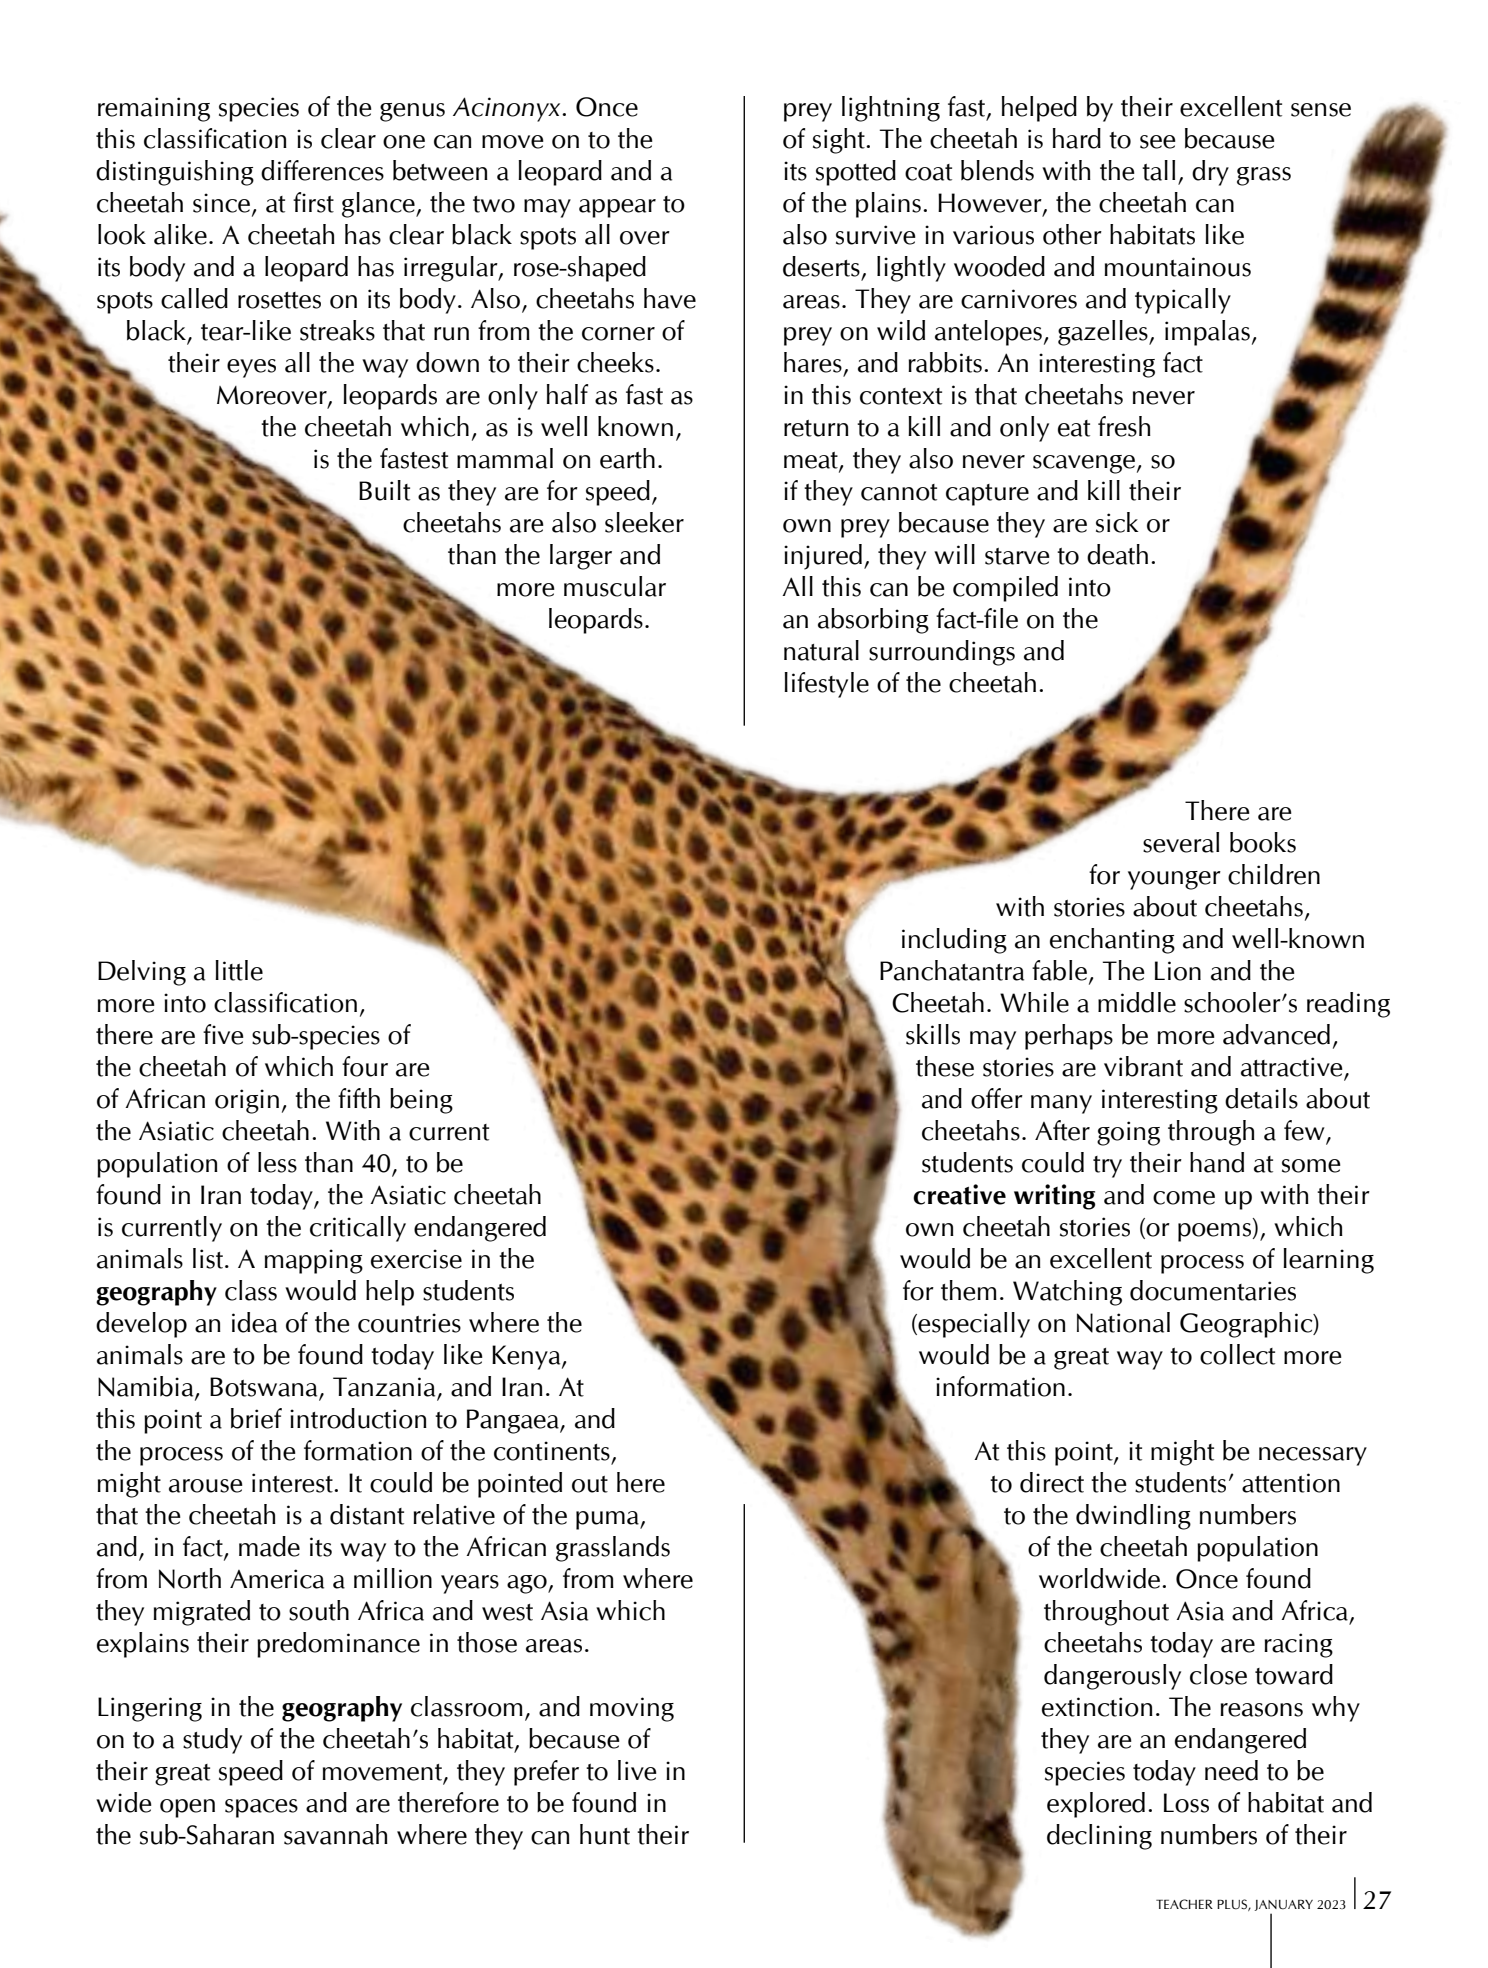 remaining species of the genus Acinonyx. Once
this classification is clear one can move on to the
distinguishing differences between a leopard and a
cheetah since, at first glance, the two may appear to
look alike. A cheetah has clear black spots all over
its body and a leopard has irregular, rose-shaped
spots called rosettes on its body. Also, cheetahs have
black, tear-like streaks that run from the corner of
their eyes all the way down to their cheeks.
Moreover, leopards are only half as fast as
the cheetah which, as is well known,
is the fastest mammal on earth.
Built as they are for speed,
cheetahs are also sleeker
than the larger and
more muscular
leopards.
Delving a little
more into classification,
there are five sub-species of
the cheetah of which four are
of African origin, the fifth being
the Asiatic cheetah. With a current
population of less than 40, to be
found in Iran today, the Asiatic cheetah
is currently on the critically endangered
animals list. A mapping exercise in the
geography class would help students
develop an idea of the countries where the
animals are to be found today like Kenya,
Namibia, Botswana, Tanzania, and Iran. At
this point a brief introduction to Pangaea, and
the process of the formation of the continents,
might arouse interest. It could be pointed out here
that the cheetah is a distant relative of the puma,
and, in fact, made its way to the African grasslands
from North America a million years ago, from where
they migrated to south Africa and west Asia which
explains their predominance in those areas.
Lingering in the geography classroom, and moving
on to a study of the cheetah's habitat, because of
their great speed of movement, they prefer to live in
wide open spaces and are therefore to be found in
the sub-Saharan savannah where they can hunt their
prey lightning fast, helped by their excellent sense
of sight. The cheetah is hard to see because
its spotted coat blends with the tall, dry grass
of the plains. However, the cheetah can
also survive in various other habitats like
deserts, lightly wooded and mountainous
areas. They are carnivores and typically
prey on wild antelopes, gazelles, impalas,
hares, and rabbits. An interesting fact
in this context is that cheetahs never
return to a kill and only eat fresh
meat, they also never scavenge, so
if they cannot capture and kill their
own prey because they are sick or
injured, they will starve to death.
All this can be compiled into
an absorbing fact-file on the
natural surroundings and
lifestyle of the cheetah.
There are
several books
for younger children
with stories about cheetahs,
including an enchanting and well-known
Panchatantra fable, The Lion and the
Cheetah. While a middle schooler's reading
skills may perhaps be more advanced,
these stories are vibrant and attractive,
and offer many interesting details about
cheetahs. After going through a few,
students could try their hand at some
creative writing and come up with their
own cheetah stories (or poems), which
would be an excellent process of learning
for them. Watching documentaries
(especially on National Geographic)
would be a great way to collect more
information.
At this point, it might be necessary
to direct the students' attention
to the dwindling numbers
of the cheetah population
worldwide. Once found
throughout Asia and Africa,
cheetahs today are racing
dangerously close toward
extinction. The reasons why
they are an endangered
species today need to be
explored. Loss of habitat and
declining numbers of their
TEACHER PLUS, JANUARY 2023 27